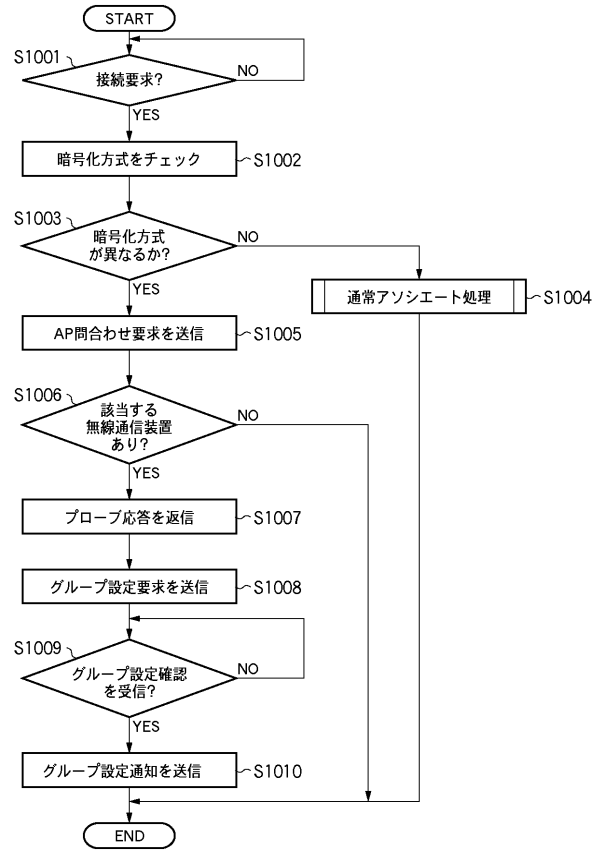 START
S1001
接続要求?
NO
YES
暗号化方式をチェック
S1002
S1003
暗号化方式
が異なるか?
NO
YES
通常アソシエート処理
S1004
AP問合わせ要求を送信
S1005
S1006
該当する
無線通信装置
あり?
NO
YES
プローブ応答を返信
S1007
グループ設定要求を送信
S1008
S1009
グループ設定確認
を受信?
NO
YES
グループ設定通知を送信
S1010
END